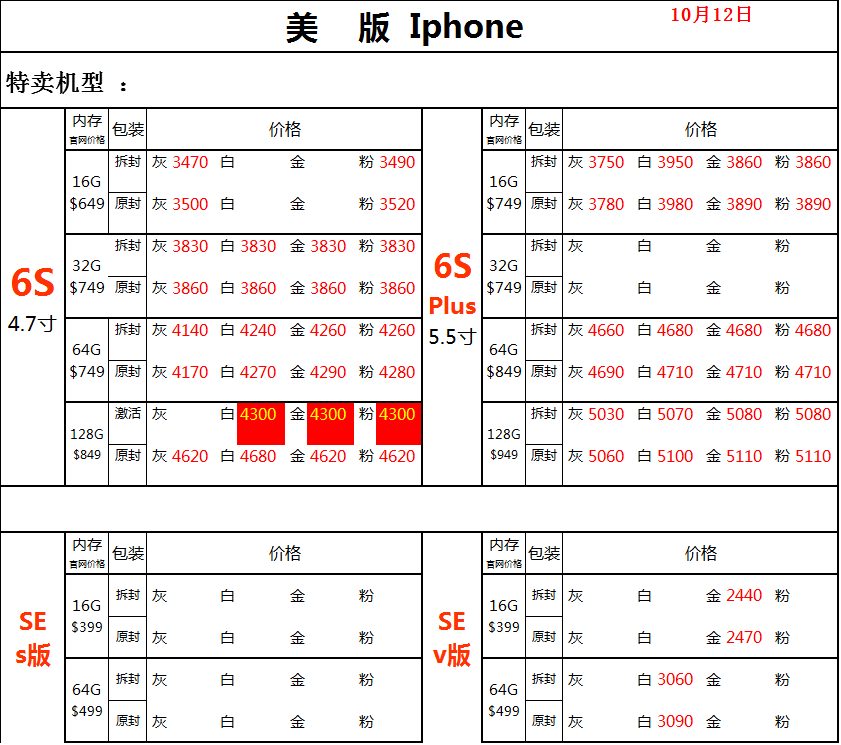 美 版 Iphone
10月12日
特卖机型 ：
内存 包装 价格 内存 包装 价格
官网价格 官网价格
拆封 灰 3470 白 金 粉 3490 拆封 灰 3750 白 3950 金 3860 粉 3860
16G 16G
$649 原封 灰 3500 白 金 粉 3520 $749 原封 灰 3780 白 3980 金 3890 粉 3890
拆封 灰 3830 白 3830 金 3830 粉 3830 拆封 灰 白 金 粉
6S 32G 6S 32G
$749 原封 灰 3860 白 3860 金 3860 粉 3860 Plus $749 原封 灰 白 金 粉
4.7寸 拆封 灰 4140 白 4240 金 4260 粉 4260 5.5寸 拆封 灰 4660 白 4680 金 4680 粉 4680
64G 64G
$749 原封 灰 4170 白 4270 金 4290 粉 4280 $849 原封 灰 4690 白 4710 金 4710 粉 4710
激活 灰 白 4300 金 4300 粉 4300 拆封 灰 5030 白 5070 金 5080 粉 5080
128G 128G
$849 原封 灰 4620 白 4680 金 4620 粉 4620 $949 原封 灰 5060 白 5100 金 5110 粉 5110
内存 包装 价格 内存 包装 价格
官网价格 官网价格
拆封 灰 白 金 粉 拆封 灰 白 金 2440 粉
16G 16G
SE $399 SE $399
原封 灰 白 金 粉 原封 灰 白 金 2470 粉
s版 v版
拆封 灰 白 金 粉 拆封 灰 白 3060 金 粉
64G 64G
$499 原封 灰 白 金 粉 $499 原封 灰 白 3090 金 粉